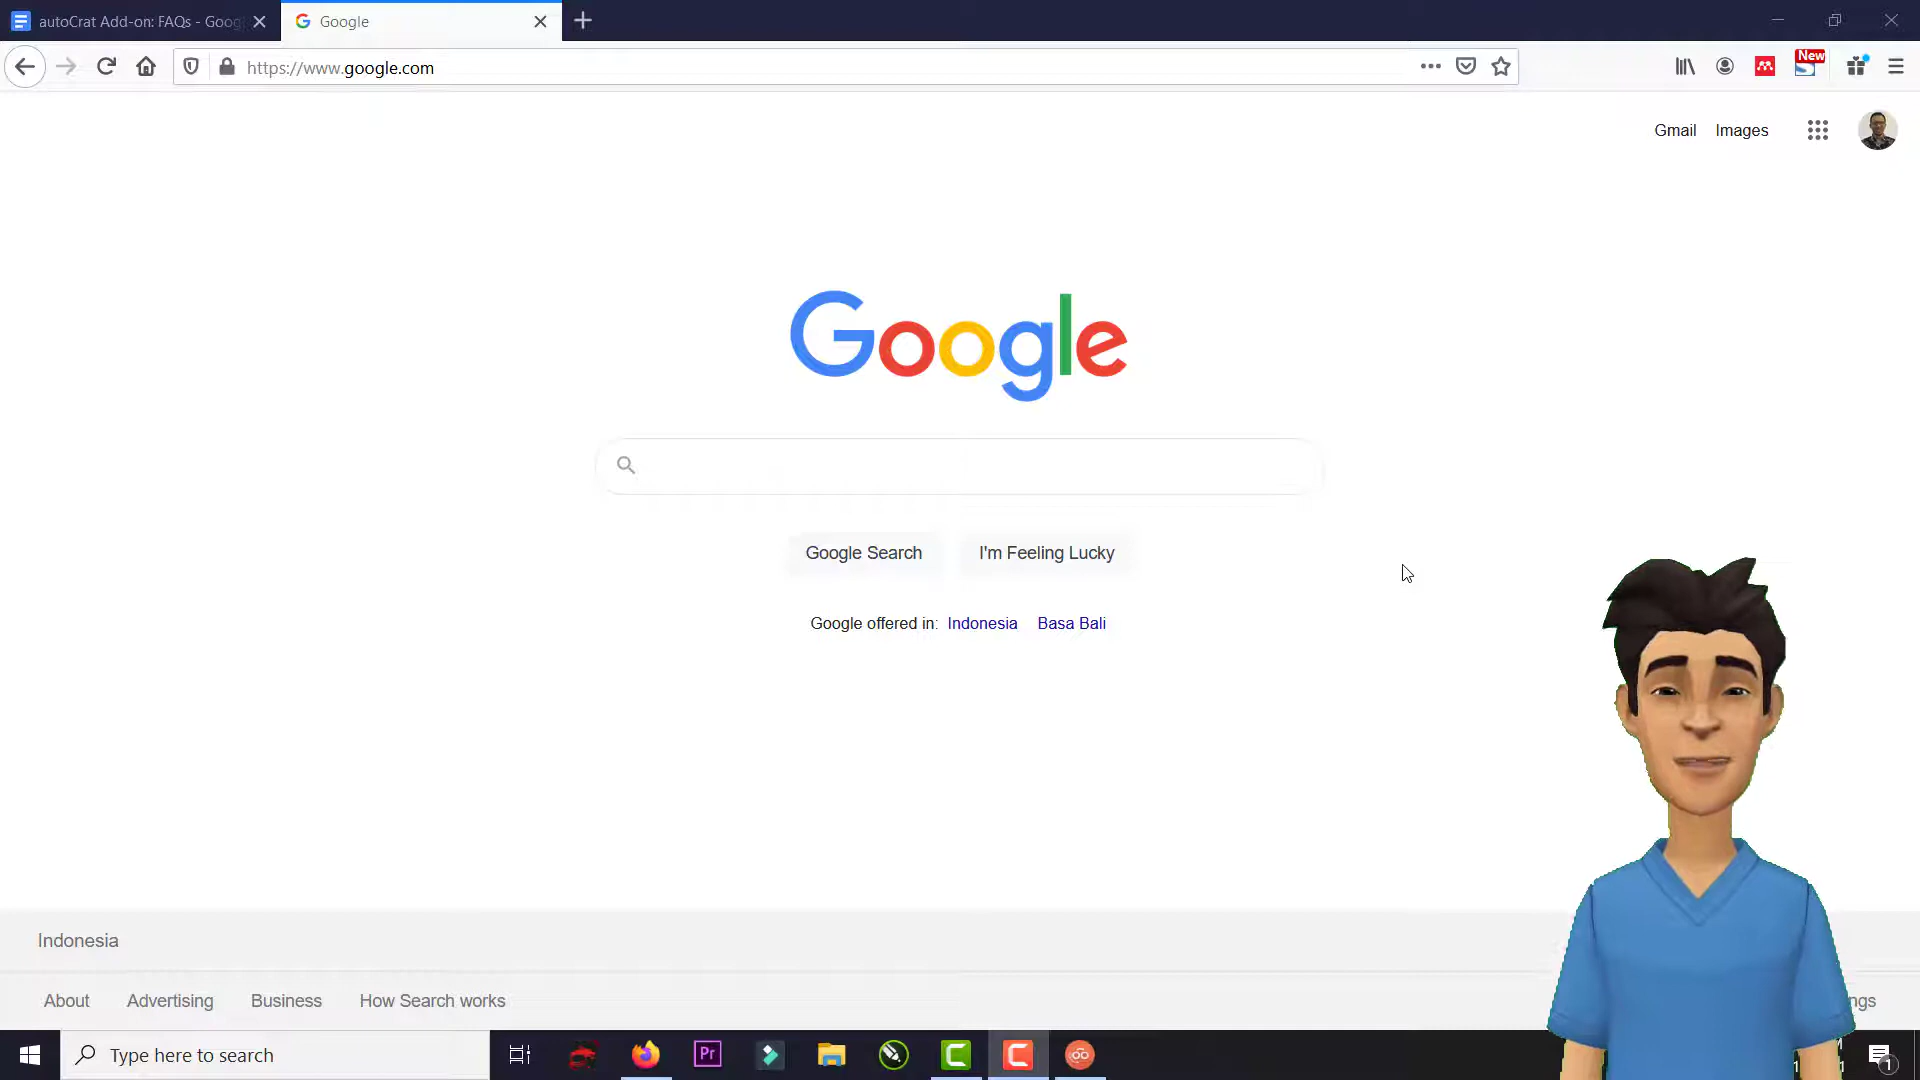 autoCrat Add-on: FAQs - Goog
Google
https://www.google.com
New
Gmail Images
Google
Google Search I'm Feeling Lucky
Google offered in: Indonesia Basa Bali
Indonesia
About Advertising Business How Search works
ngs
Type here to search
Pr
1